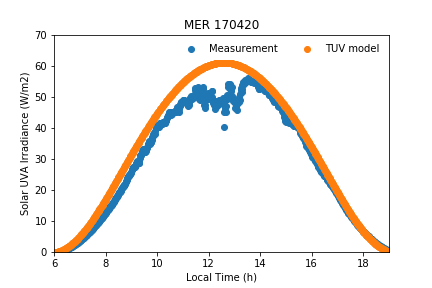 MER 170420
Measurement TUV model
Solar UVA Irradiance (W/m2)
70
60
50
40
30
20
10
0
6 8 10 12 14 16 18
Local Time (h)